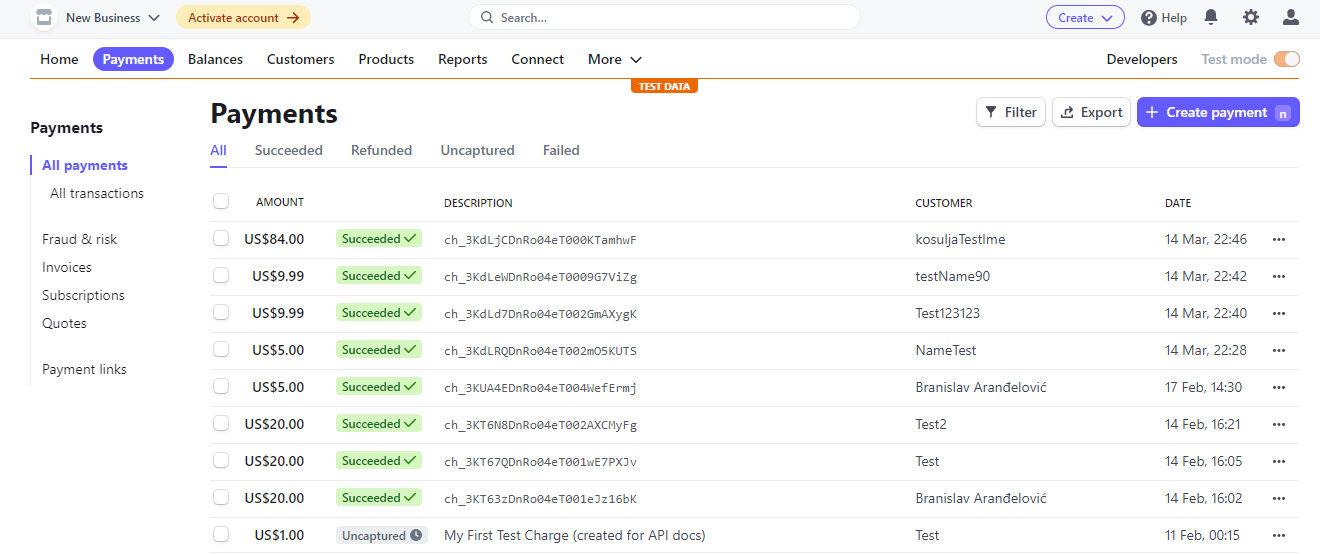 New Business Activate account → Search... Create Help
Home Payments Balances Customers Products Reports Connect More Developers Test mode
TEST DATA
Payments
All payments
All transactions
Fraud & risk
Invoices
Subscriptions
Quotes
Payment links
Payments Filter Export + Create payment n
All Succeeded Refunded Uncaptured Failed
AMOUNT DESCRIPTION CUSTOMER DATE
US$84.00 Succeeded ch_3KdLjCDnRo04eT000KTamhwF kosuljaTestIme 14 Mar, 22:46
US$9.99 Succeeded ch_3KdLeWDnRo04eT0009G7ViZg testName90 14 Mar, 22:42
US$9.99 Succeeded ch_3KdLd7DnRo04eT002GmAXygK Test123123 14 Mar, 22:40
US$5.00 Succeeded ch_3KdLRQDnRo04eT002mO5KUTS NameTest 14 Mar, 22:28
US$5.00 Succeeded ch_3KUA4EDnRo04eT004WefErmj Branislav Aranđelović 17 Feb, 14:30
US$20.00 Succeeded ch_3KT6N8DnRo04eT002AXCMyFg Test2 14 Feb, 16:21
US$20.00 Succeeded ch_3KT67QDnRo04eT001wE7PXJv Test 14 Feb, 16:05
US$20.00 Succeeded ch_3KT63zDnRo04eT001eJz16bK Branislav Aranđelović 14 Feb, 16:02
US$1.00 Uncaptured My First Test Charge (created for API docs) Test 11 Feb, 00:15